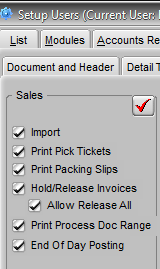 Setup Users (Current User:
List Modules Accounts Re
Document and Header Detail T
Sales
Import
Print Pick Tickets
Print Packing Slips
Hold/Release Invoices
Allow Release All
Print Process Doc Range
End Of Day Posting